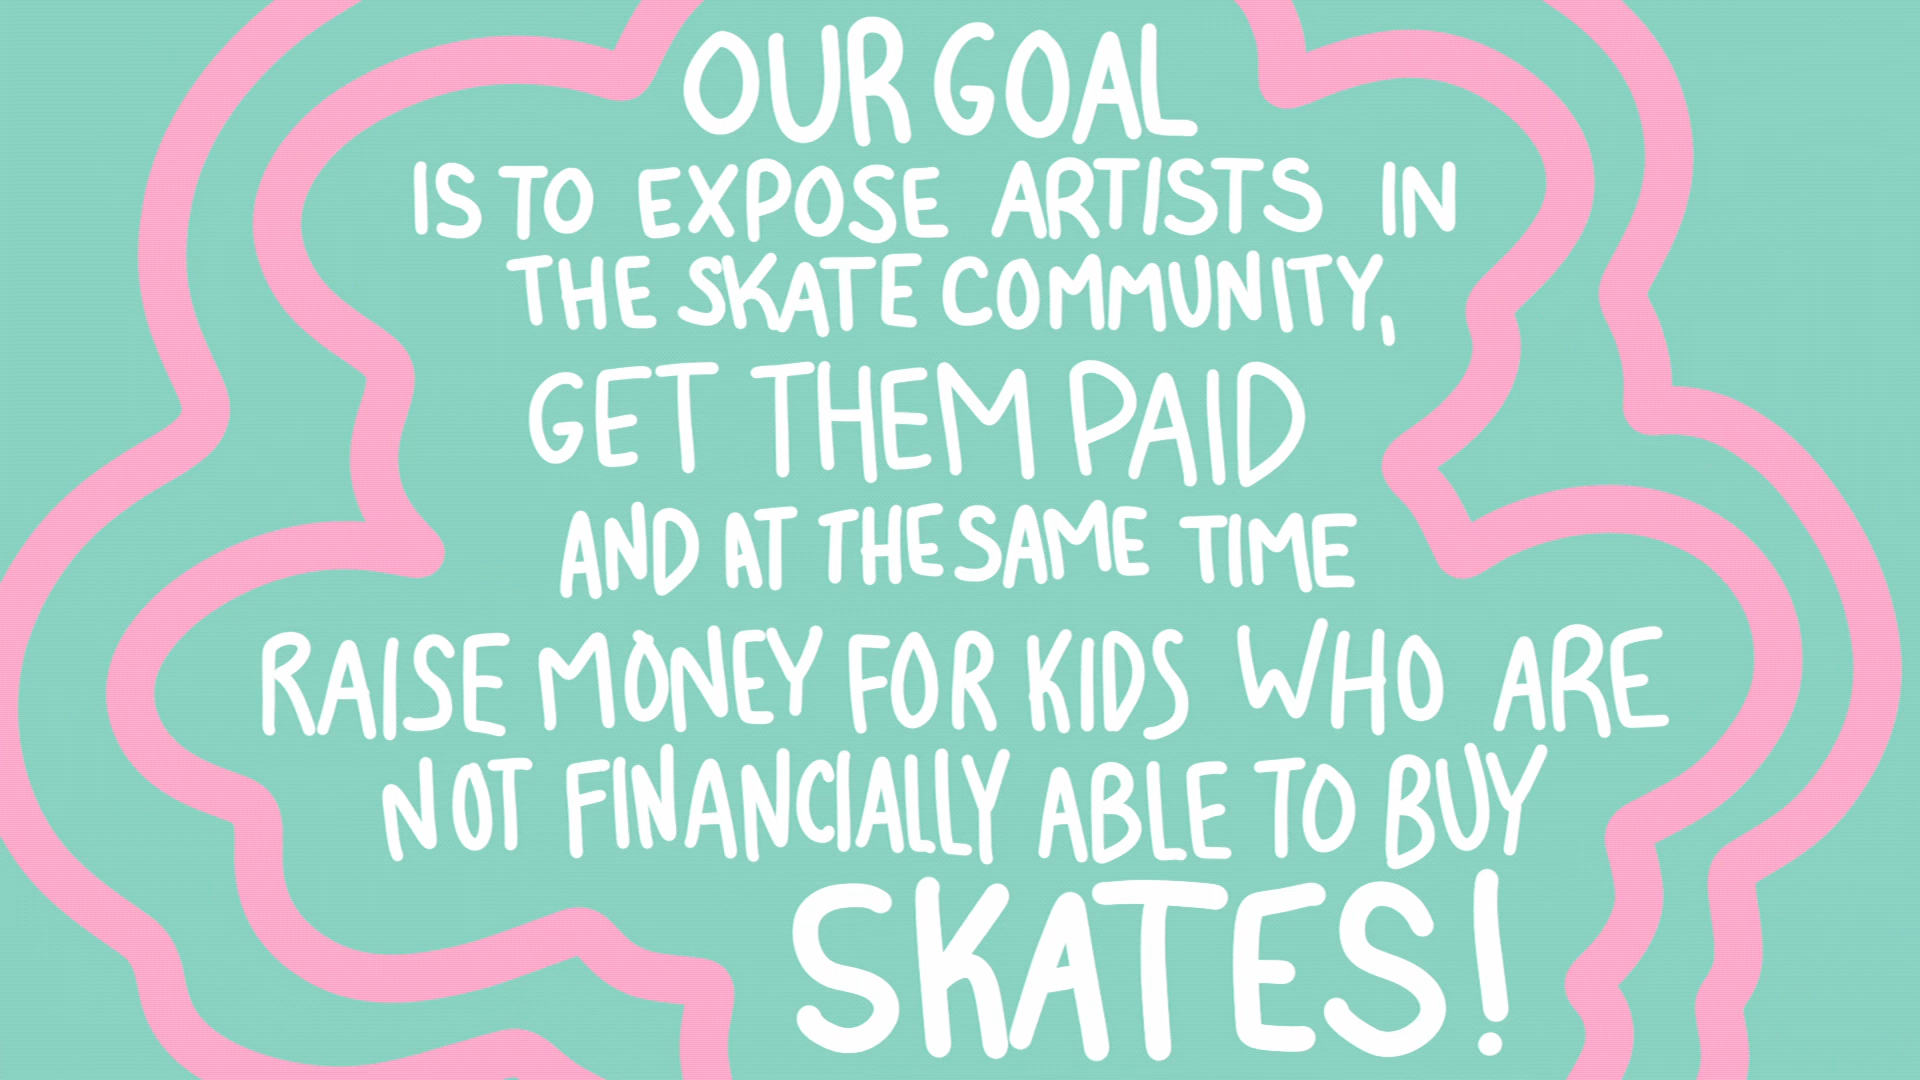 OUR GOAL
IS TO EXPOSE ARTISTS IN
THE SKATE COMMUNITY,
GET THEM PAID
AND AT THE SAME TIME
RAISE MONEY FOR KIDS WHO ARE
NOT FINANCIALLY ABLE TO BUY
SKATES!